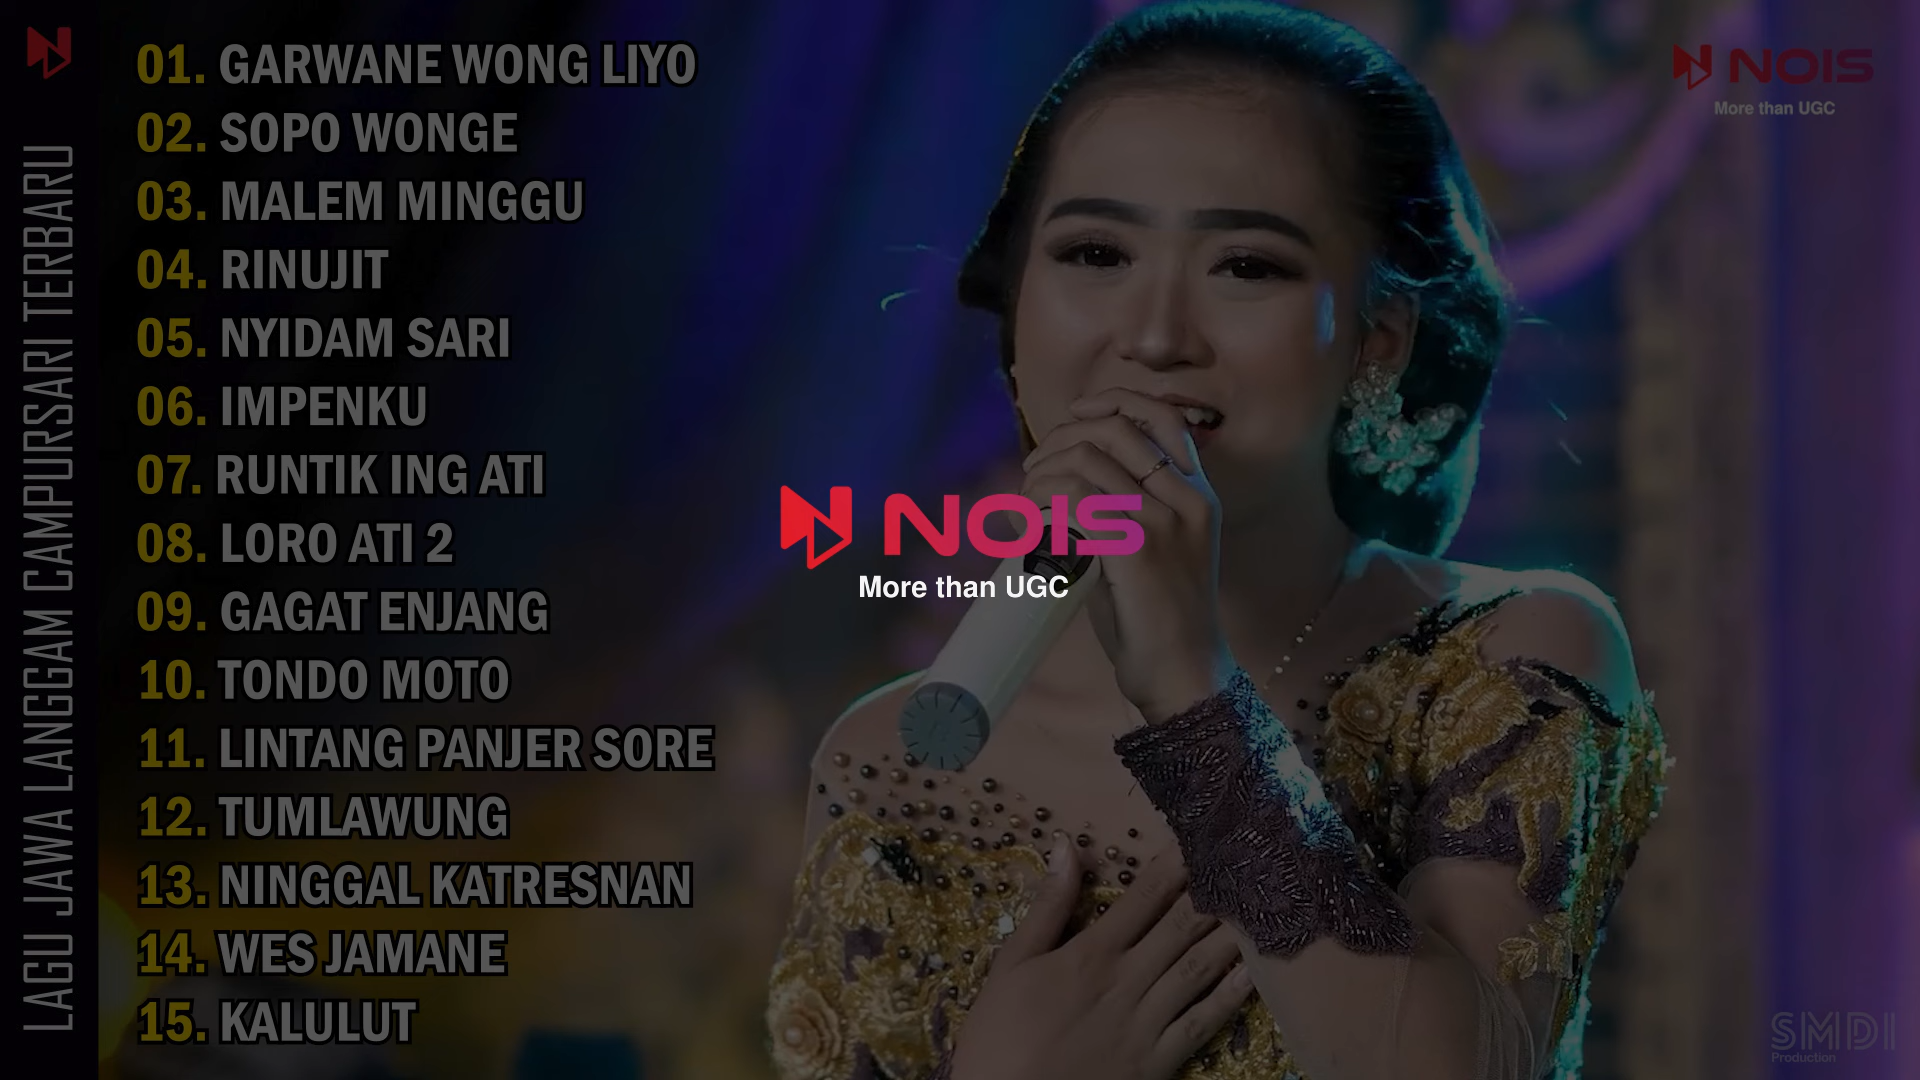 LAGU JAWA LANGGAM CAMPURSARI TERBARU
01. GARWANE WONG LIYO
02. SOPO WONGE
03. MALEM MINGGU
04. RINUJIT
05. NYIDAM SARI
06. IMPENKU
07. RUNTIK ING ATI
08. LORO ATI 2
09. GAGAT ENJANG
10. TONDO MOTO
11. LINTANG PANJER SORE
12. TUMLAWUNG
13. NINGGAL KATRESNAN
14. WES JAMANE
15. KALULUT
NOIS
More than UGC
NOIS
More than UGC
SMDI
Production